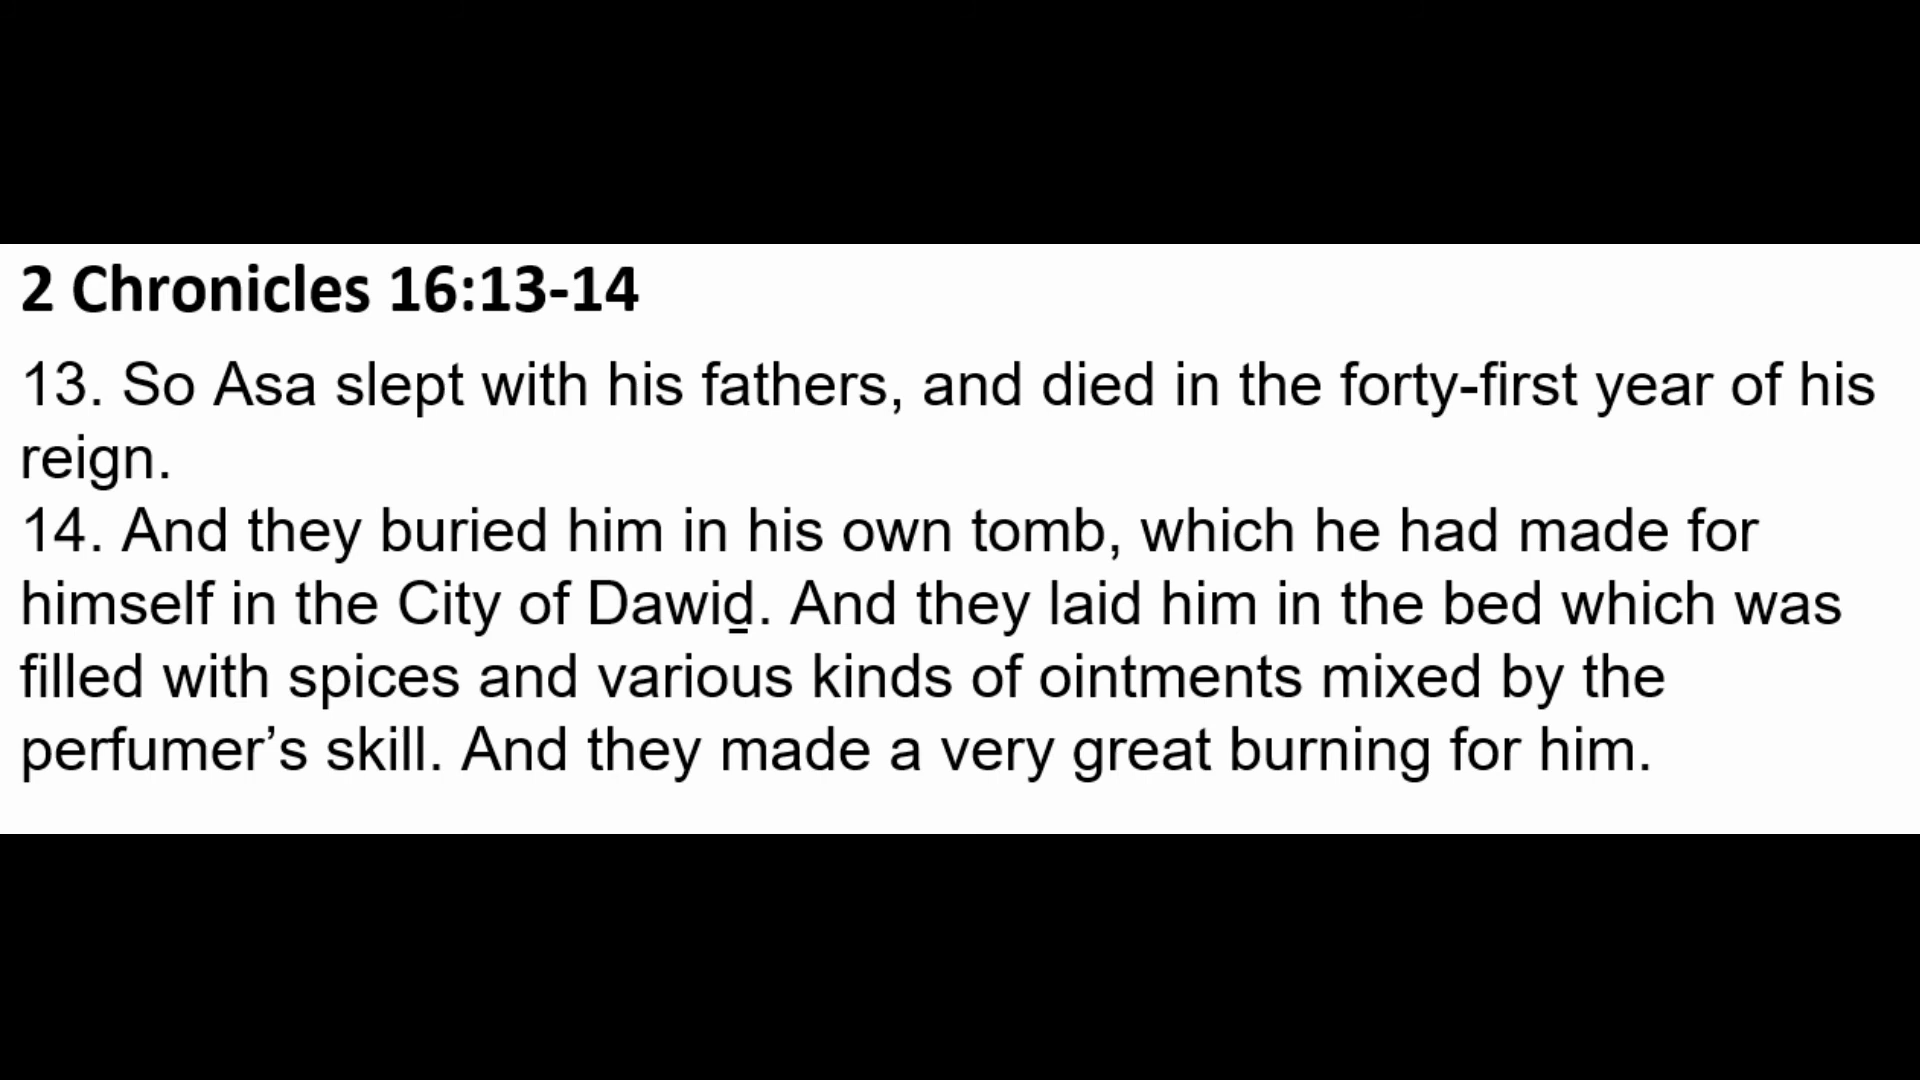 2 Chronicles 16:13-14
13. So Asa slept with his fathers, and died in the forty-first year of his
reign.
14. And they buried him in his own tomb, which he had made for
himself in the City of Dawiḏ. And they laid him in the bed which was
filled with spices and various kinds of ointments mixed by the
perfumer’s skill. And they made a very great burning for him.